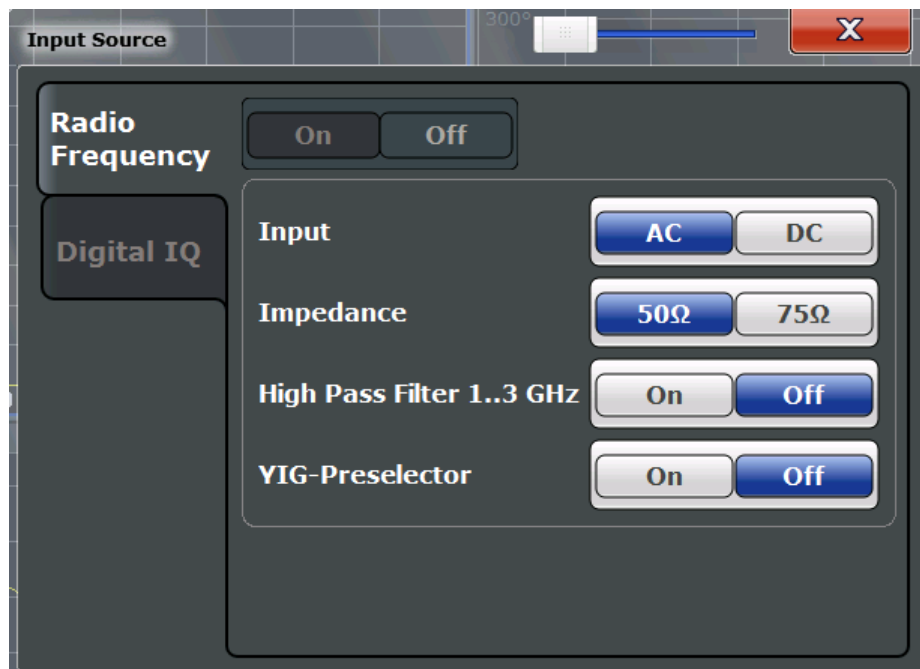 300°
Input Source
X
Radio
Frequency
On Off
Digital IQ
Input AC DC
Impedance 50Ω 75Ω
High Pass Filter 1..3 GHz On Off
YIG-Preselector On Off